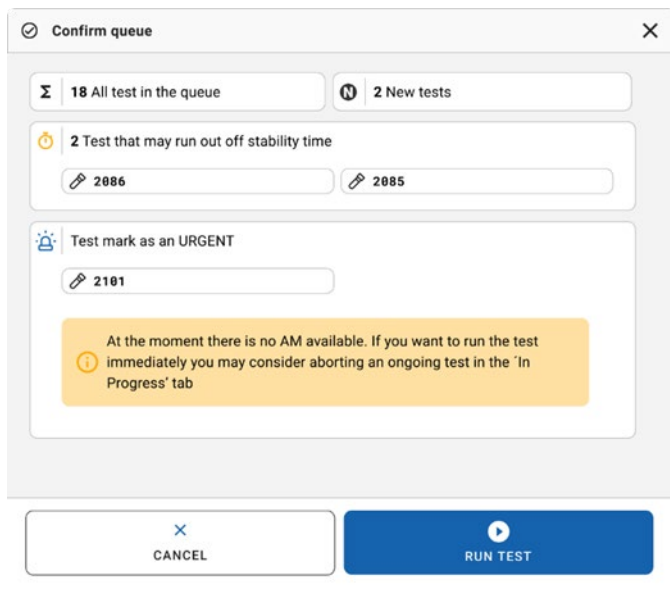 Confirm queue
Σ 18 All test in the queue
N 2 New tests
2 Test that may run out off stability time
2086
2085
Test mark as an URGENT
2101
At the moment there is no AM available. If you want to run the test
immediately you may consider aborting an ongoing test in the ´In
Progress’ tab
CANCEL
RUN TEST